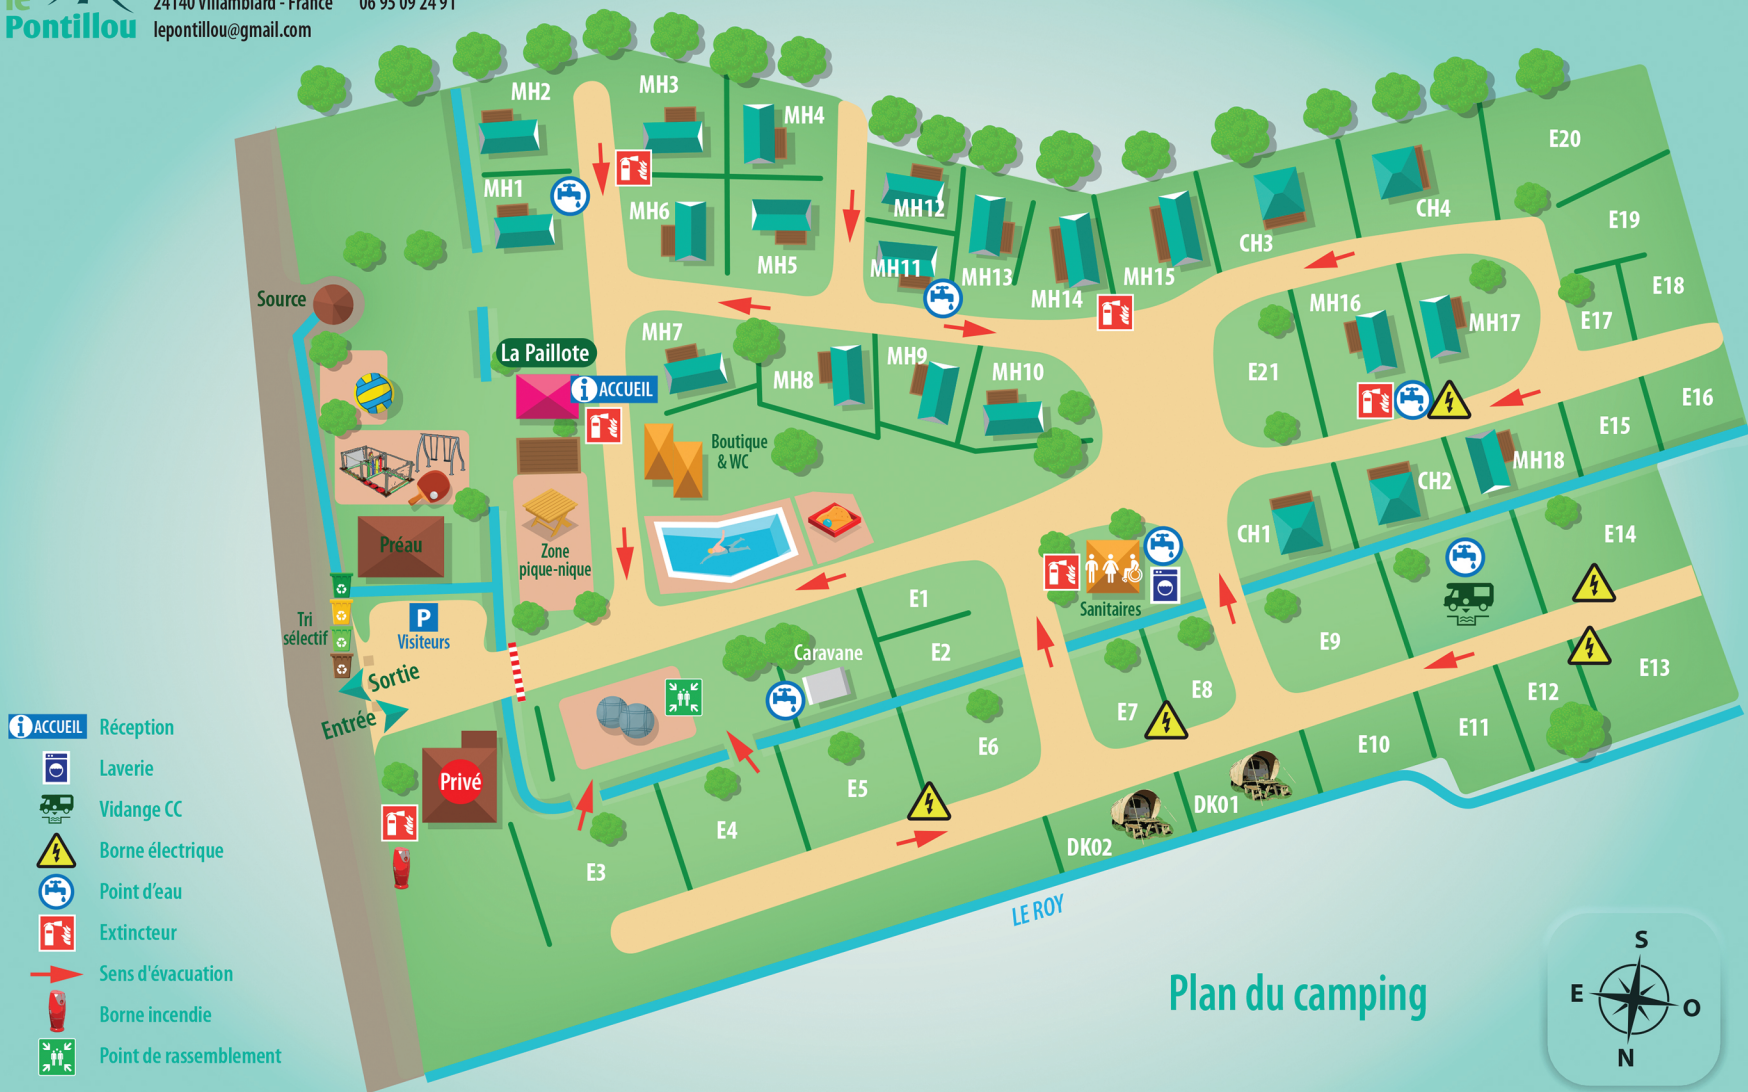 le
Pontillou
24140 Villamblard - France 06 95 09 24 91
lepontillou@gmail.com
MH2
MH3
MH4
MH1
MH6
MH5
MH12
MH11
MH13
MH14
MH15
CH3
CH4
E20
E19
E18
E17
MH16
MH17
E21
E16
E15
MH18
CH2
CH1
E14
Source
La Paillote
i ACCUEIL
MH7
MH8
MH9
MH10
Boutique
& WC
Préau
Zone
pique-nique
Tri
sélectif
P
Visiteurs
Sortie
Entrée
Privé
Caravane
Sanitaires
E1
E2
E3
E4
E5
E6
E7
E8
E9
E10
E11
E12
E13
DK01
DK02
LE ROY
i ACCUEIL Réception
Laverie
Vidange CC
Borne électrique
Point d'eau
Extincteur
Sens d'évacuation
Borne incendie
Point de rassemblement
Plan du camping
S
E
O
N